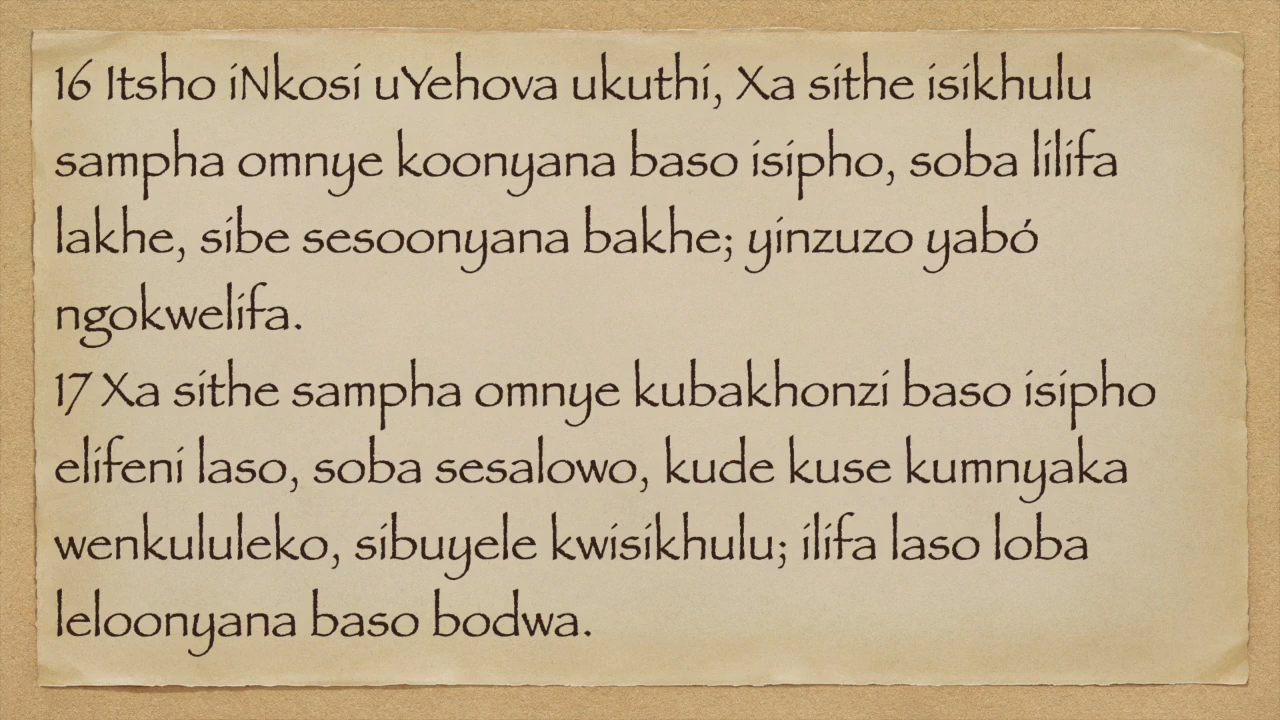 16 Itsho iNkosi uYehova ukuthi, Xa sithe isikhulu
sampha omnye koonyana baso isipho, soba lilifa
lakhe, sibe sesoonyana bakhe; yinzuzo yabó
ngokwelifa.
17 Xa sithe sampha omnye kubakhonzi baso isipho
elifeni laso, soba sesalowo, kude kuse kumnyaka
wenkululeko, sibuyele kwisikhulu; ilifa laso loba
leloonyana baso bodwa.